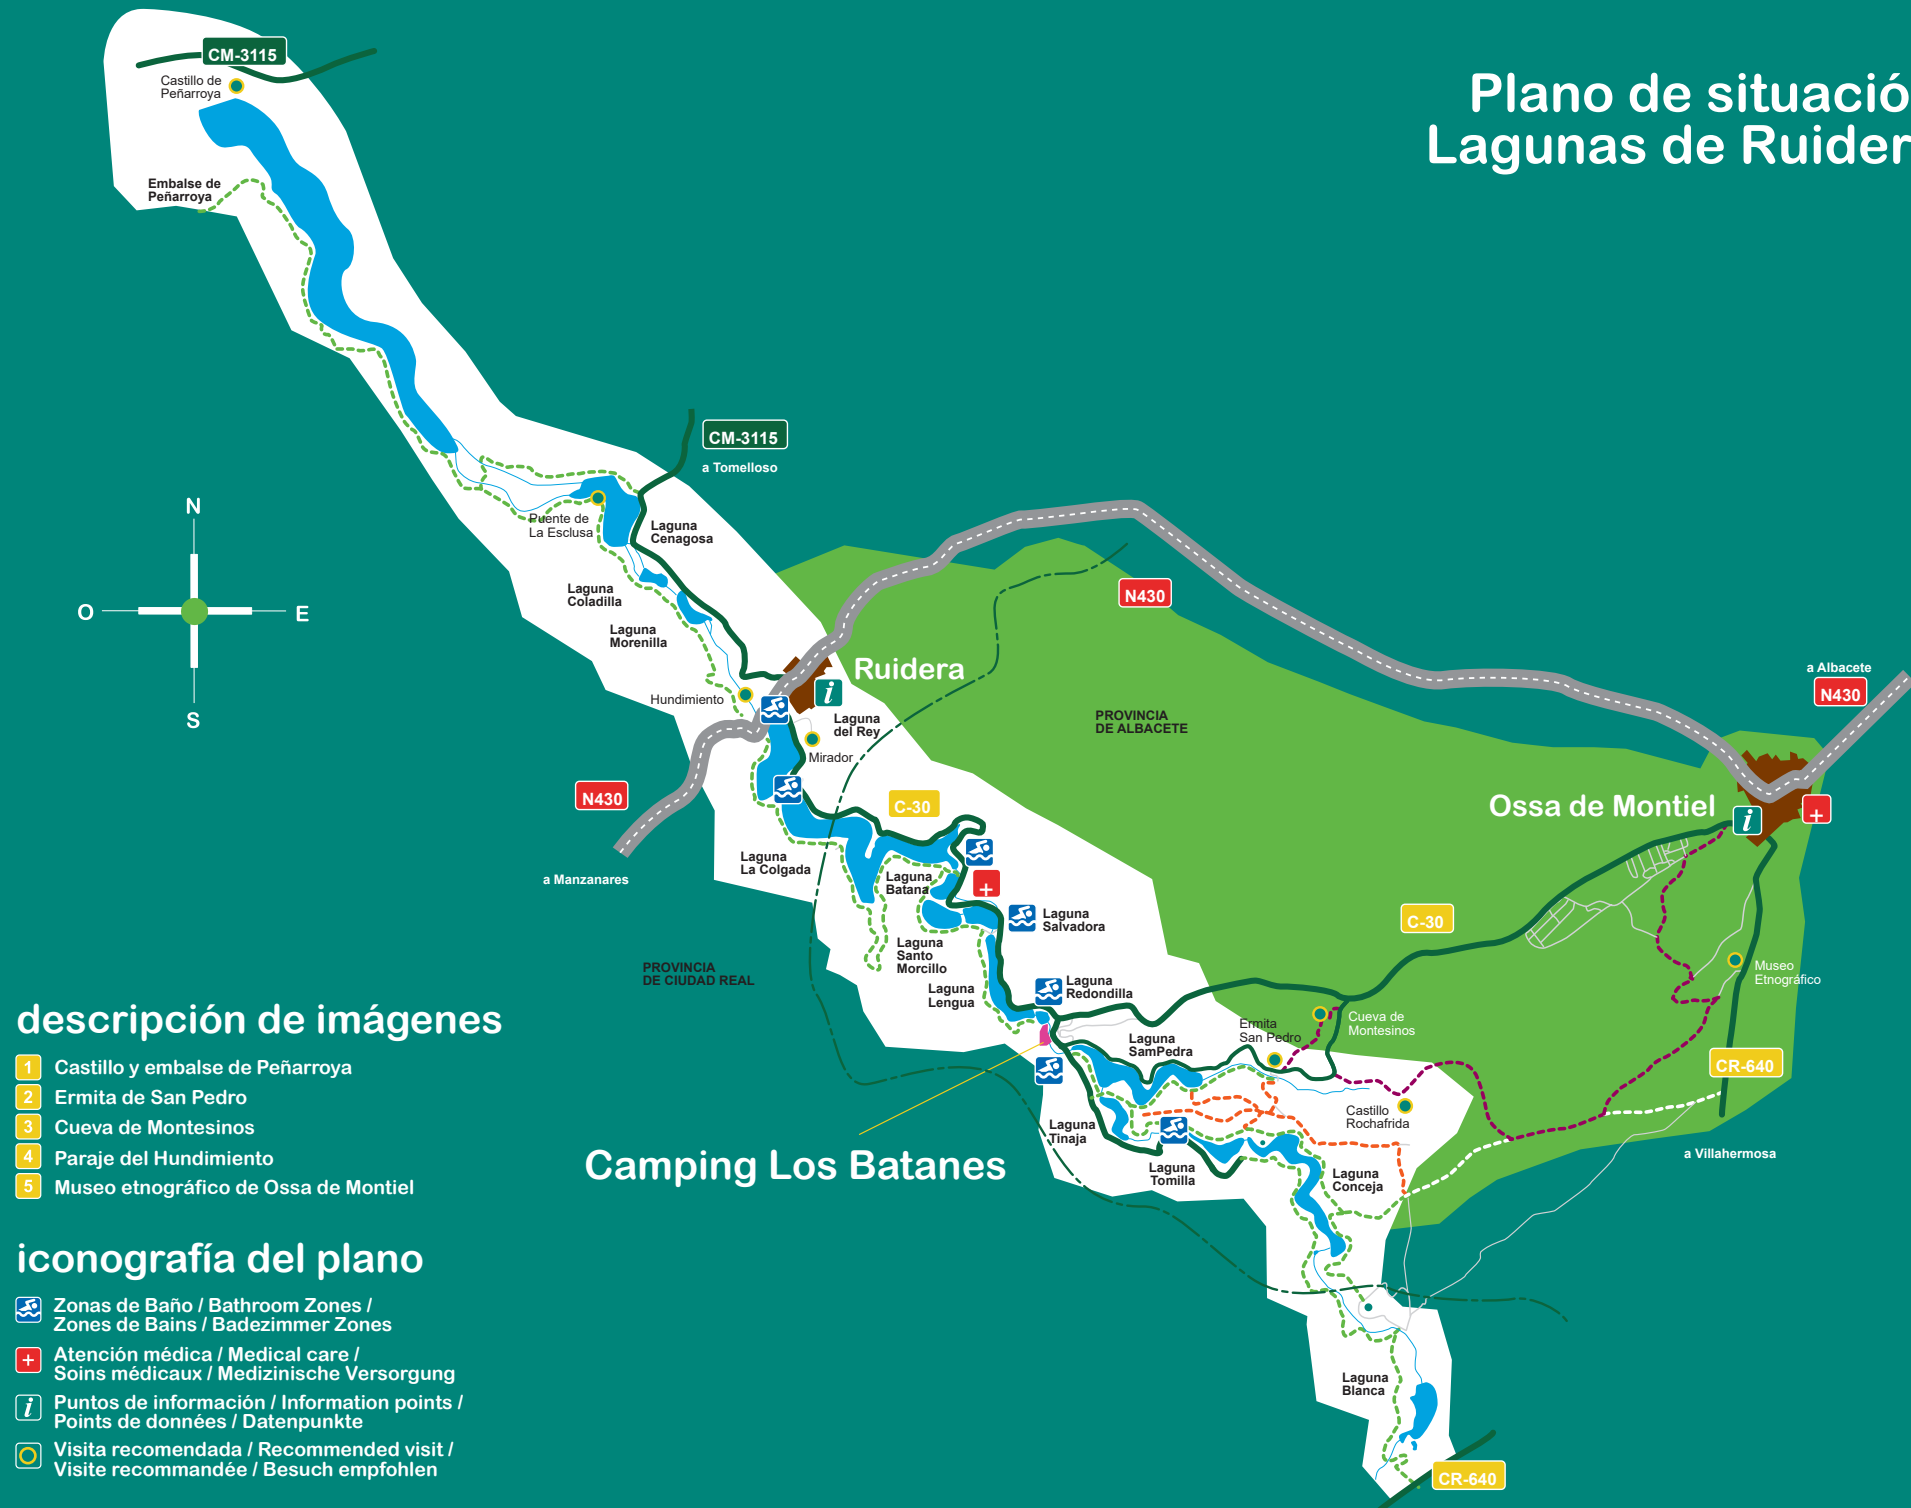 Plano de situació
Lagunas de Ruider
CM-3115
Castillo de
Peñarroya
Embalse de
Peñarroya
CM-3115
a Tomelloso
N
O
E
S
Puente de
La Esclusa
Laguna
Cenagosa
Laguna
Coladilla
Laguna
Morenilla
Hundimiento
Ruidera
i
Laguna
del Rey
Mirador
N430
PROVINCIA
DE ALBACETE
a Albacete
N430
Ossa de Montiel
i
+
N430
a Manzanares
C-30
Laguna
La Colgada
Laguna
Batana
+
Laguna
Salvadora
C-30
Laguna
Santo
Morcillo
PROVINCIA
DE CIUDAD REAL
Laguna
Lengua
Laguna
Redondilla
Museo
Etnográfico
Ermita
San Pedro
Cueva de
Montesinos
Laguna
SamPedra
CR-640
Castillo
Rochafrida
Laguna
Tinaja
Camping Los Batanes
Laguna
Tomilla
Laguna
Conceja
a Villahermosa
Laguna
Blanca
CR-640
descripción de imágenes
1 Castillo y embalse de Peñarroya
2 Ermita de San Pedro
3 Cueva de Montesinos
4 Paraje del Hundimiento
5 Museo etnográfico de Ossa de Montiel
iconografía del plano
Zonas de Baño / Bathroom Zones /
Zones de Bains / Badezimmer Zones
+ Atención médica / Medical care /
Soins médicaux / Medizinische Versorgung
i Puntos de información / Information points /
Points de données / Datenpunkte
Visita recomendada / Recommended visit /
Visite recommandée / Besuch empfohlen